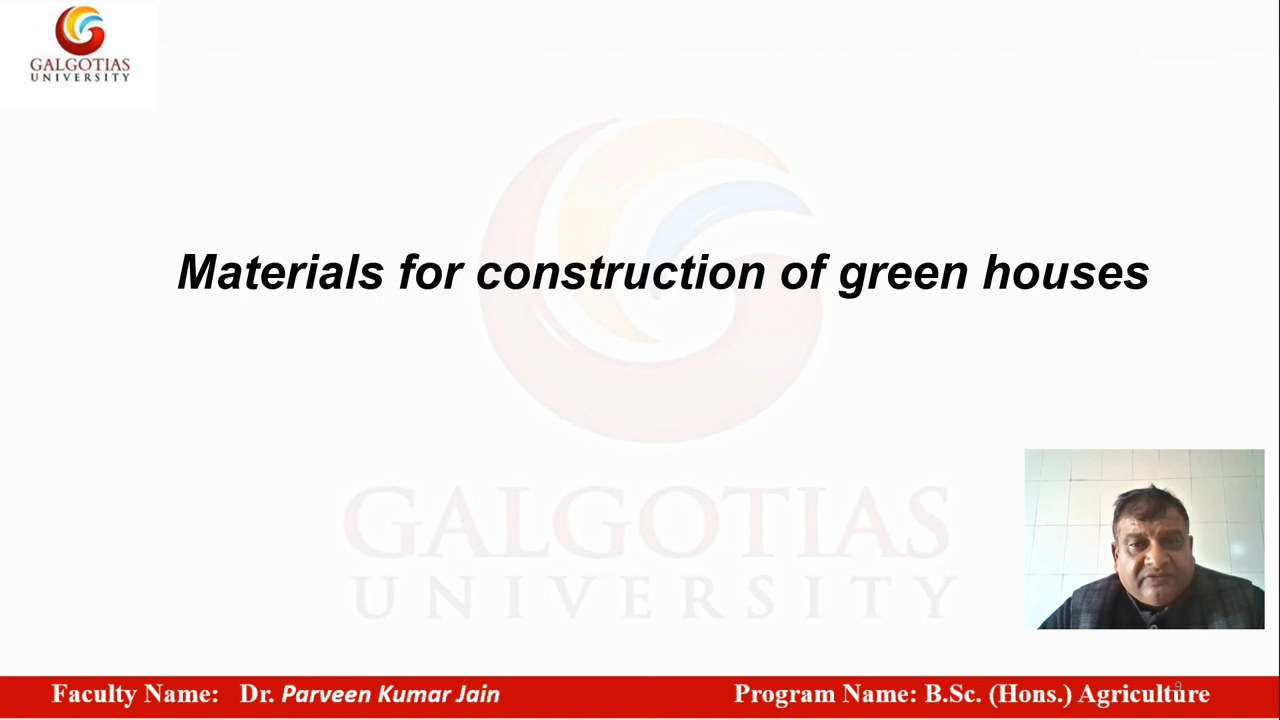 GALGOTIAS
UNIVERSITY
Materials for construction of green houses
GALGOTIAS
UNIVERSITY
Faculty Name: Dr. Parveen Kumar Jain
Program Name: B.Sc. (Hons.) Agriculture
9